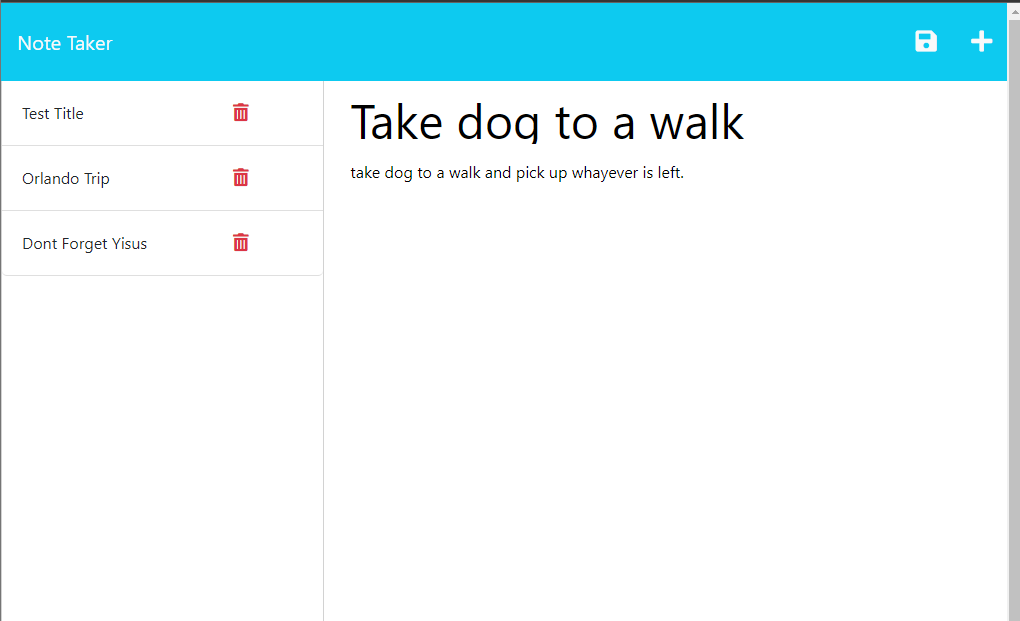 Note Taker
Test Title
Orlando Trip
Dont Forget Yisus
Take dog to a walk
take dog to a walk and pick up whayever is left.